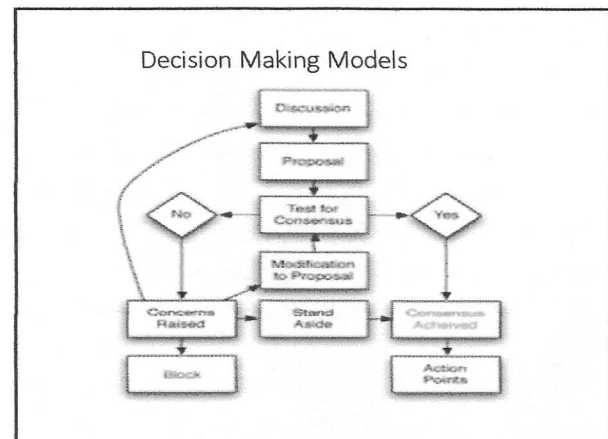 Decision Making Models
Discussion
Proposal
No
Test for
Consensus
Yes
Modification
to Proposal
Concerns
Raised
Stand
Aside
Consensus
Acheived
Block
Action
Points